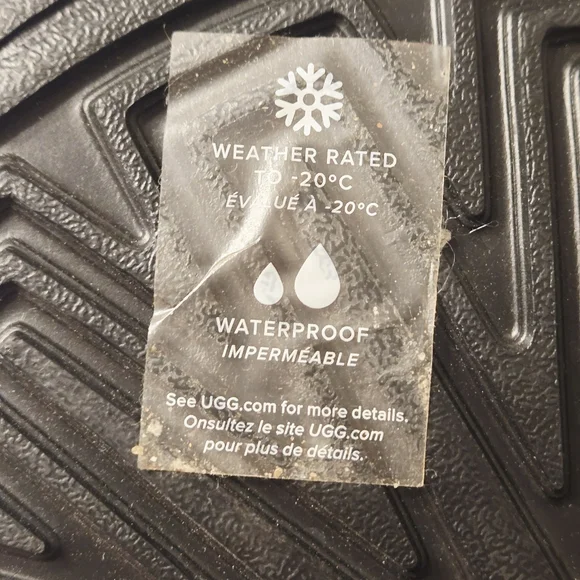 WEATHER RATED
TO -20°C
ÉVALUÉ À -20°C
WATERPROOF
IMPERMÉABLE
See UGG.com for more details.
Onsultez le site UGG.com
pour plus de détails.